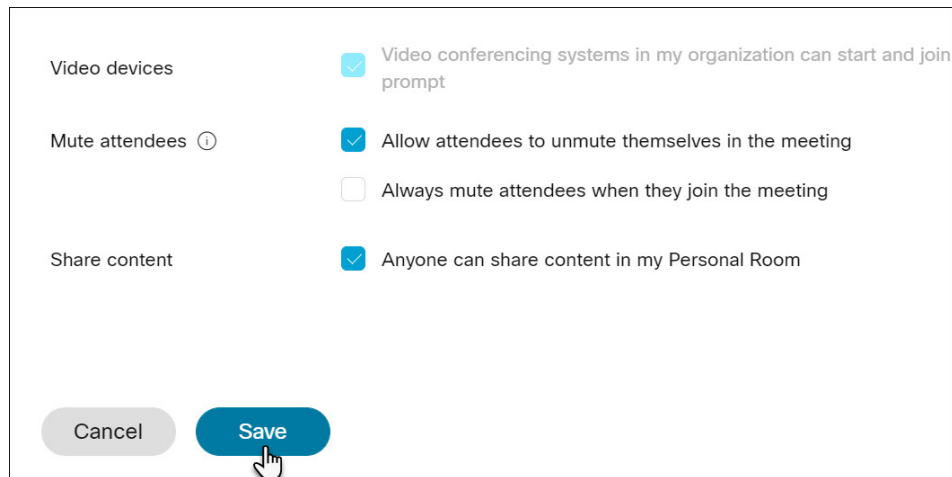 Video devices
Video conferencing systems in my organization can start and join
prompt
Mute attendees
Allow attendees to unmute themselves in the meeting
Always mute attendees when they join the meeting
Share content
Anyone can share content in my Personal Room
Cancel
Save